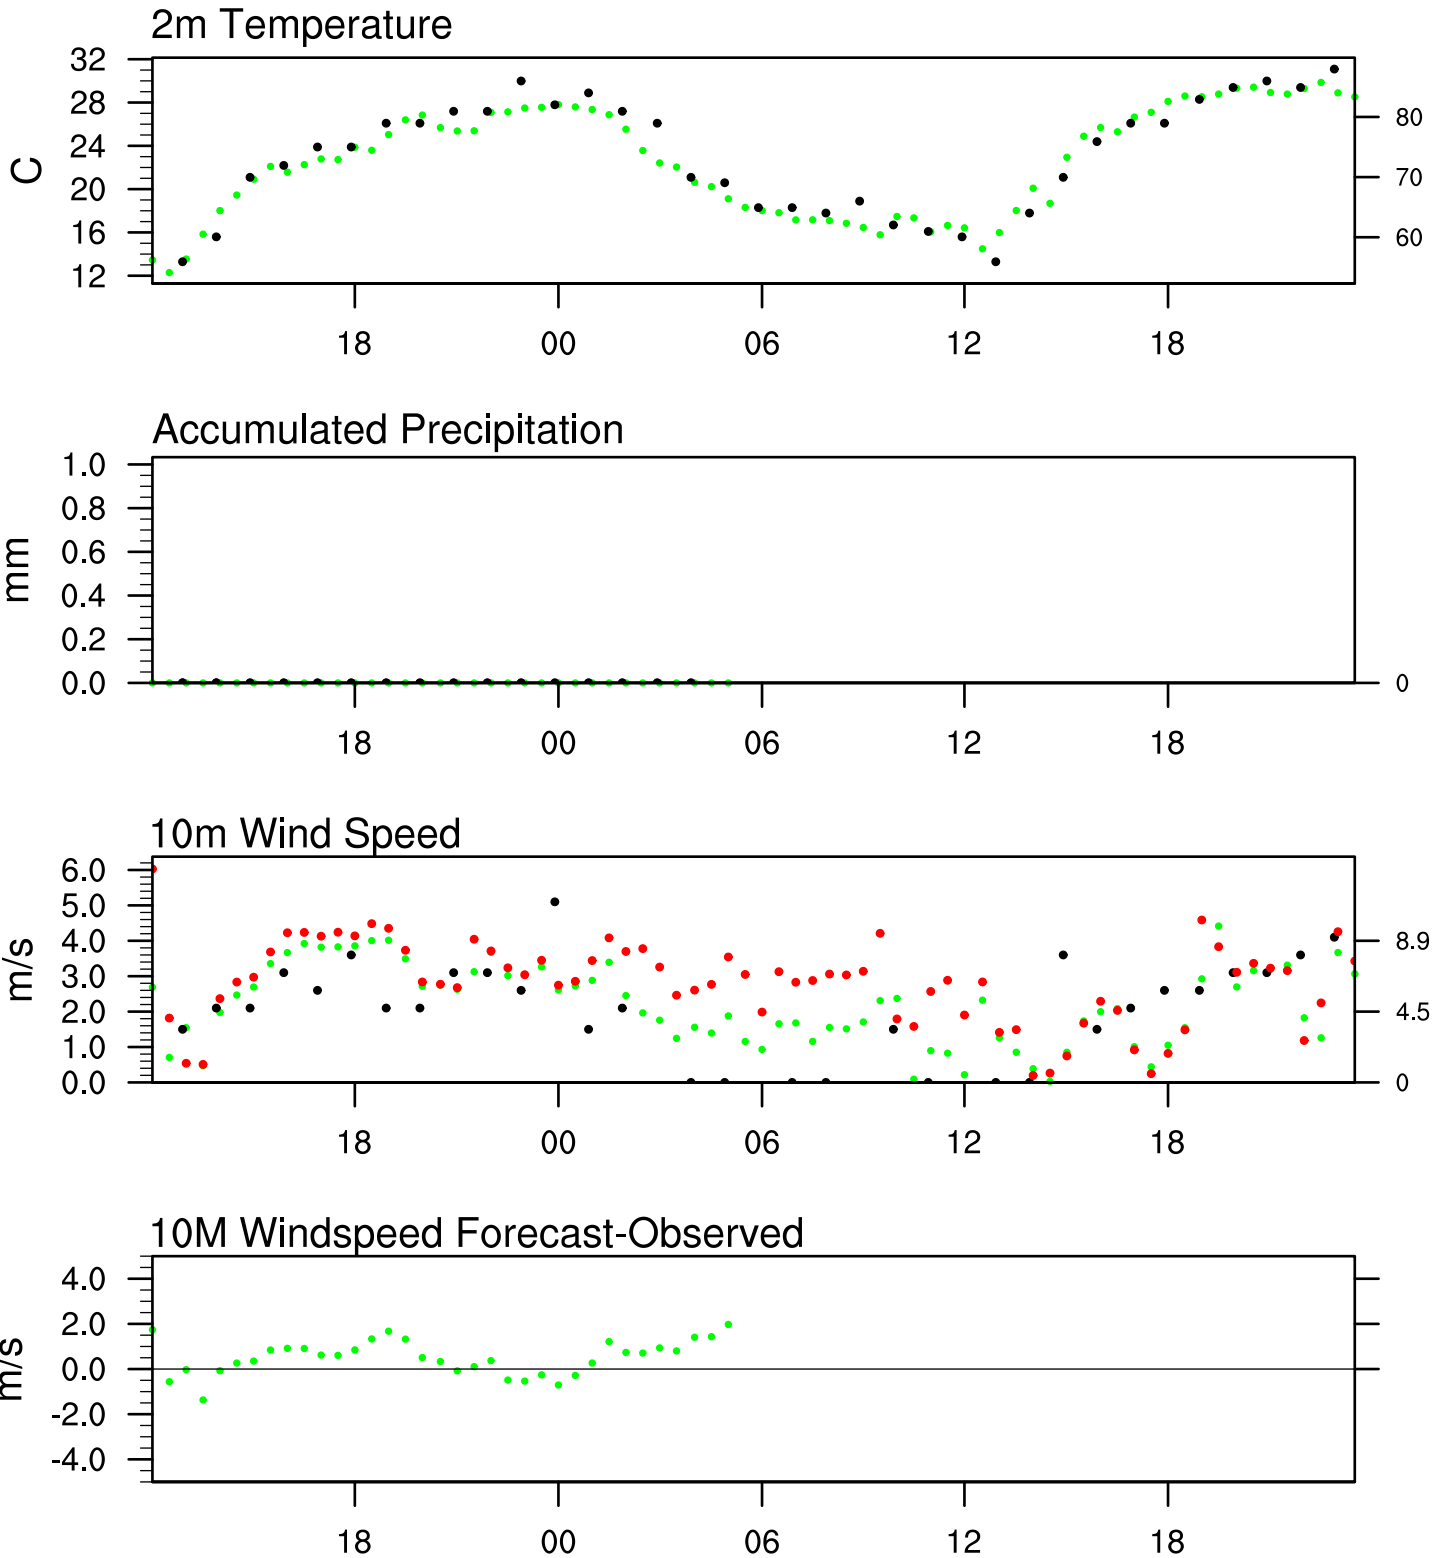 2m Temperature
32
28
24
20
16
12
C
80
70
60
18 00 06 12 18
Accumulated Precipitation
1.0
0.8
0.6
0.4
0.2
0.0
mm
0
18 00 06 12 18
10m Wind Speed
6.0
5.0
4.0
3.0
2.0
1.0
0.0
m/s
8.9
4.5
0
18 00 06 12 18
10M Windspeed Forecast-Observed
4.0
2.0
0.0
-2.0
-4.0
m/s
18 00 06 12 18